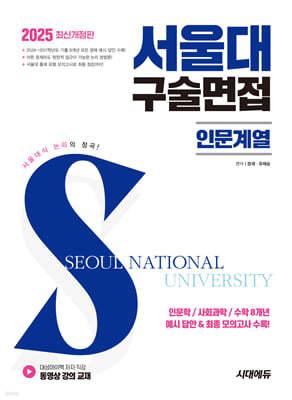 2025 최신개정판
서울대
구술면접
인문계열
서울대식 논리의 정곡!
SEOUL NATIONAL
UNIVERSITY
S
인문학 / 사회과학 / 수학 8개년
예시 답안 & 최종 모의고사 수록!
동영상 강의 교재
시대에듀